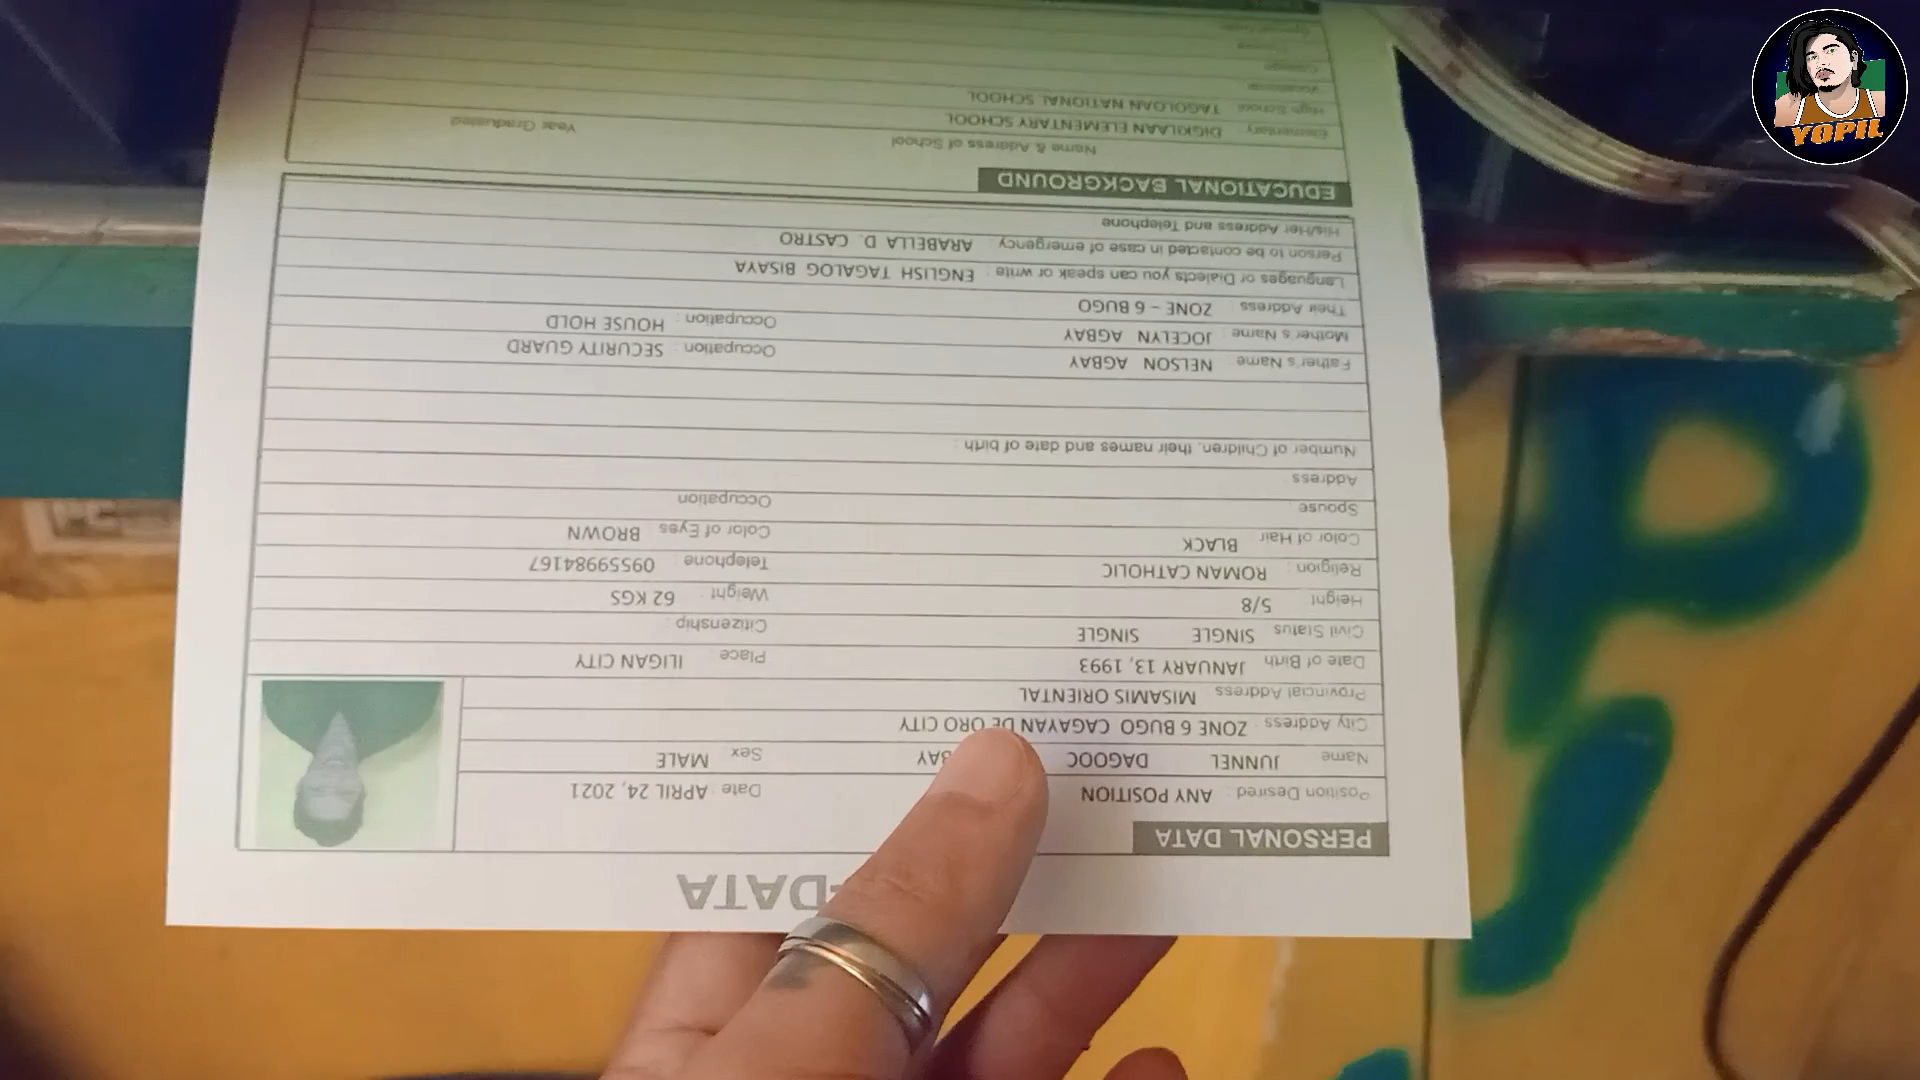 -DATA
PERSONAL DATA
Position Desired : ANY POSITION Date : APRIL 24, 2021
Name JUNNEL DAGOOC BAY Sex MALE
City Address : ZONE 6 BUGO CAGAYAN DE ORO CITY
Provincial Address MISAMIS ORIENTAL
Date of Birth JANUARY 13, 1993 Place ILIGAN CITY
Civil Status SINGLE SINGLE Citizenship :
Height 5/8 Weight : 62 KGS
Religion : ROMAN CATHOLIC Telephone : 09559984167
Color of Hair BLACK Color of Eyes BROWN
Spouse Occupation
Address :
Number of Children, their names and date of birth :
Father's Name NELSON AGBAY Occupation : SECURITY GUARD
Mother's Name : JOCELYN AGBAY Occupation : HOUSE HOLD
Their Address : ZONE – 6 BUGO
Languages or Dialects you can speak or write : ENGLISH TAGALOG BISAYA
Person to be contacted in case of emergency : ARABELLA D. CASTRO
His/Her Address and Telephone
EDUCATIONAL BACKGROUND
Name & Address of School Year Graduated
Elementary : DIGKILAAN ELEMENTARY SCHOOL
High School TAGOLOAN NATIONAL SCHOOL
Vocational
College
YOPIL